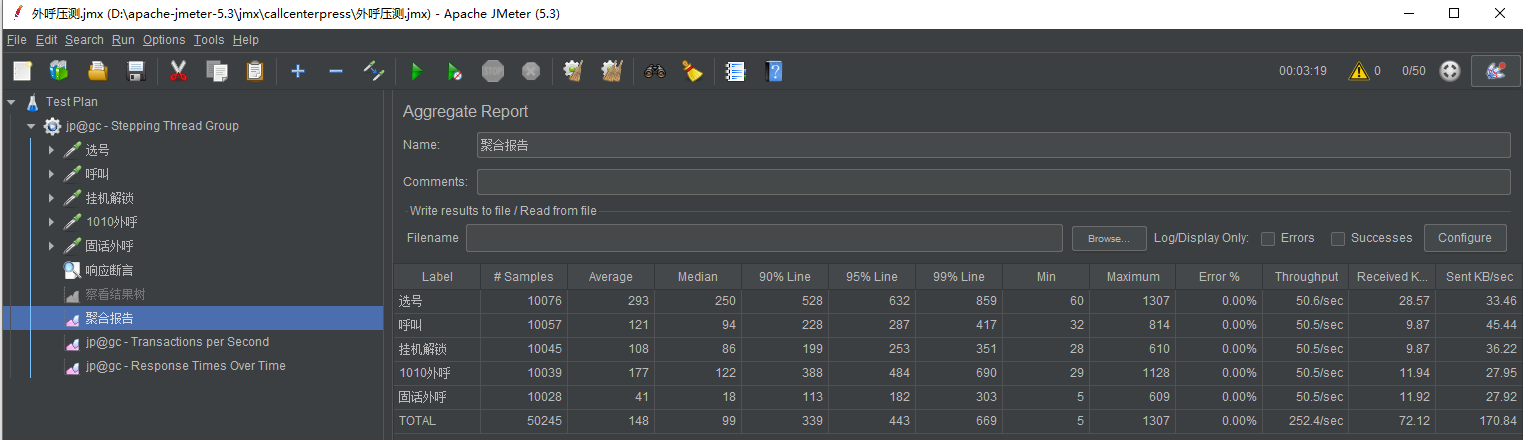 外呼压测.jmx (D:\apache-jmeter-5.3\jmx\callcenterpress\外呼压测.jmx) - Apache JMeter (5.3)
File Edit Search Run Options Tools Help
STOP 00:03:19 0 0/50
Test Plan
jp@gc - Stepping Thread Group
选号
呼叫
挂机解锁
1010外呼
固话外呼
响应断言
察看结果树
聚合报告
jp@gc - Transactions per Second
jp@gc - Response Times Over Time
Aggregate Report
Name: 聚合报告
Comments:
Write results to file / Read from file
Filename Browse... Log/Display Only: Errors Successes Configure
Label # Samples Average Median 90% Line 95% Line 99% Line Min Maximum Error % Throughput Received K... Sent KB/sec
选号 10076 293 250 528 632 859 60 1307 0.00% 50.6/sec 28.57 33.46
呼叫 10057 121 94 228 287 417 32 814 0.00% 50.5/sec 9.87 45.44
挂机解锁 10045 108 86 199 253 351 28 610 0.00% 50.5/sec 9.87 36.22
1010外呼 10039 177 122 388 484 690 29 1128 0.00% 50.5/sec 11.94 27.95
固话外呼 10028 41 18 113 182 303 5 609 0.00% 50.3/sec 11.92 27.92
TOTAL 50245 148 99 339 443 669 5 1307 0.00% 252.4/sec 72.12 170.84